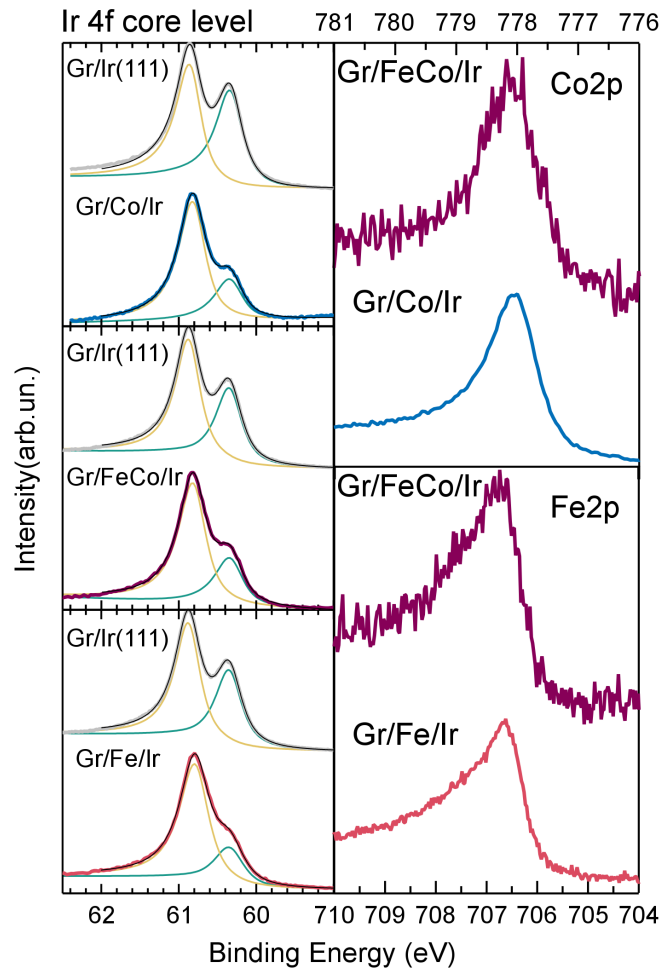 Ir 4f core level
781 780 779 778 777 776
Gr/Ir(111)
Gr/FeCo/Ir
Co2p
Gr/Co/Ir
Gr/Co/Ir
Gr/Ir(111)
Gr/FeCo/Ir
Gr/FeCo/Ir
Fe2p
Gr/Ir(111)
Gr/Fe/Ir
Gr/Fe/Ir
Intensity(arb.un.)
62 61 60 710 709 708 707 706 705 704
Binding Energy (eV)